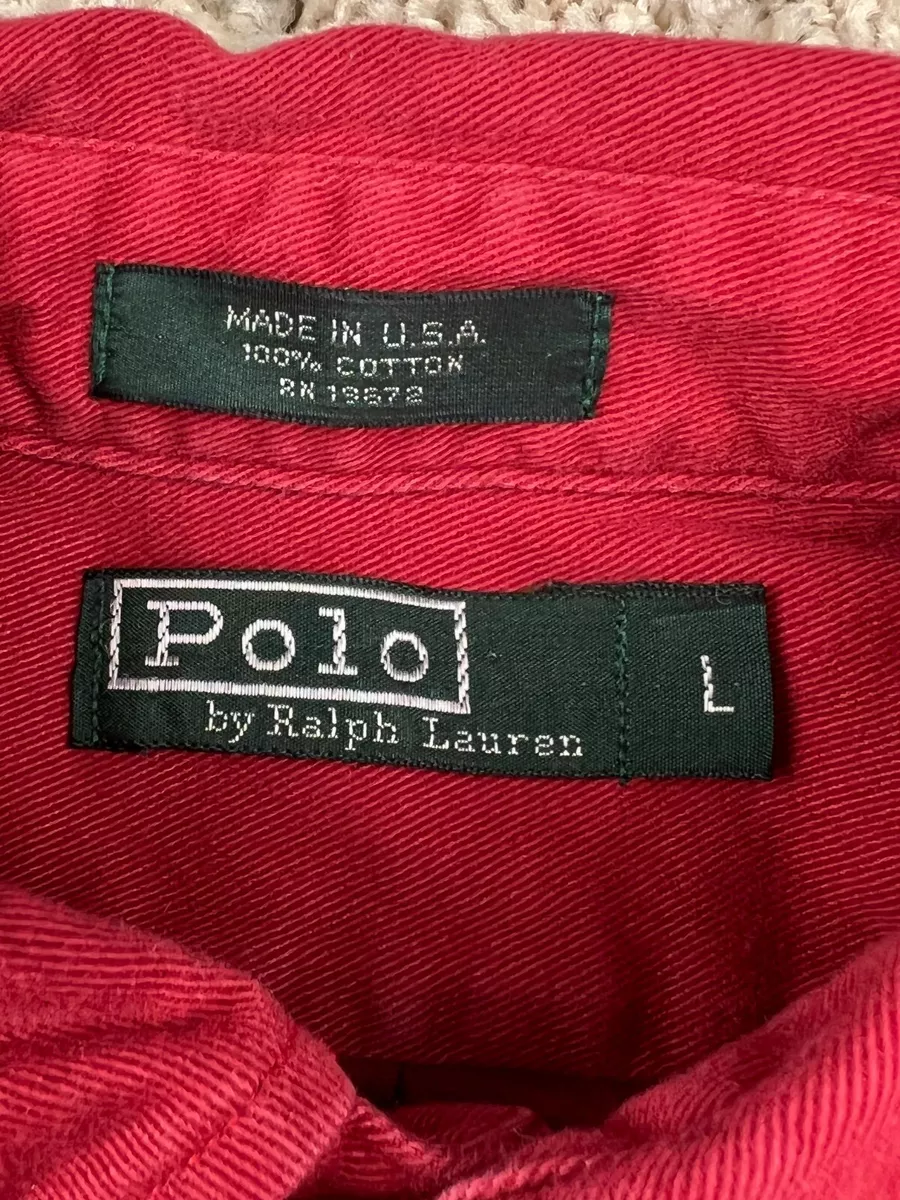 MADE IN U.S.A.
100% COTTON
RN 19672
Polo
by Ralph Lauren
L